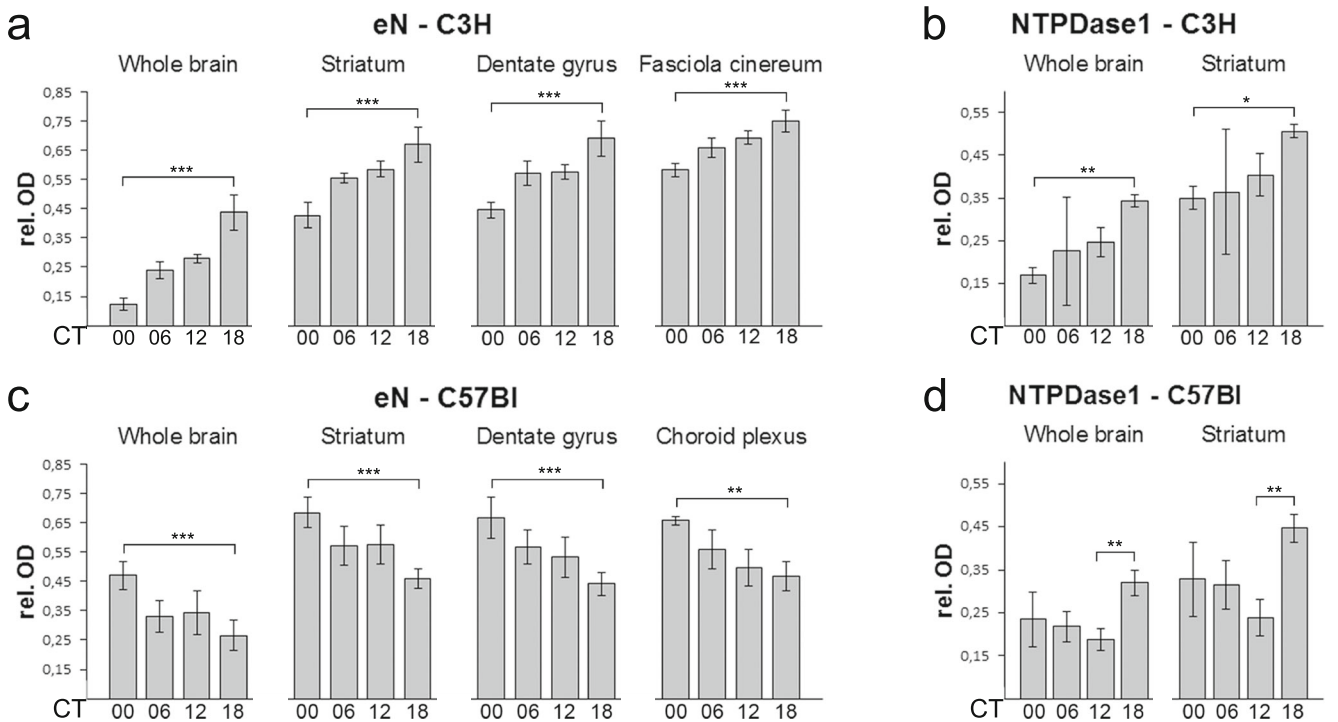 a
eN - C3H
Whole brain Striatum Dentate gyrus Fasciola cinereum
rel. OD
0,85
0,75
0,65
0,55
0,45
0,35
0,25
0,15
*** *** *** ***
CT 00 06 12 18 00 06 12 18 00 06 12 18 00 06 12 18
b
NTPDase1 - C3H
Whole brain Striatum
rel. OD
0,55
0,45
0,35
0,25
0,15
** *
CT 00 06 12 18 00 06 12 18
c
eN - C57Bl
Whole brain Striatum Dentate gyrus Choroid plexus
rel. OD
0,85
0,75
0,65
0,55
0,45
0,35
0,25
0,15
*** *** *** **
CT 00 06 12 18 00 06 12 18 00 06 12 18 00 06 12 18
d
NTPDase1 - C57Bl
Whole brain Striatum
rel. OD
0,55
0,45
0,35
0,25
0,15
** **
CT 00 06 12 18 00 06 12 18